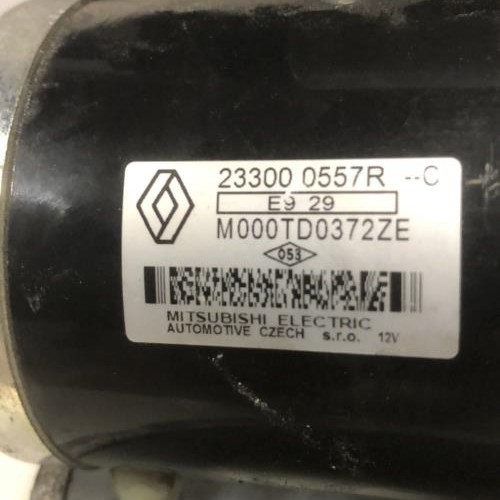 23300 0557R --C
E9 29
M000TD0372ZE
053
MITSUBISHI ELECTRIC
AUTOMOTIVE CZECH s.r.o. 12V